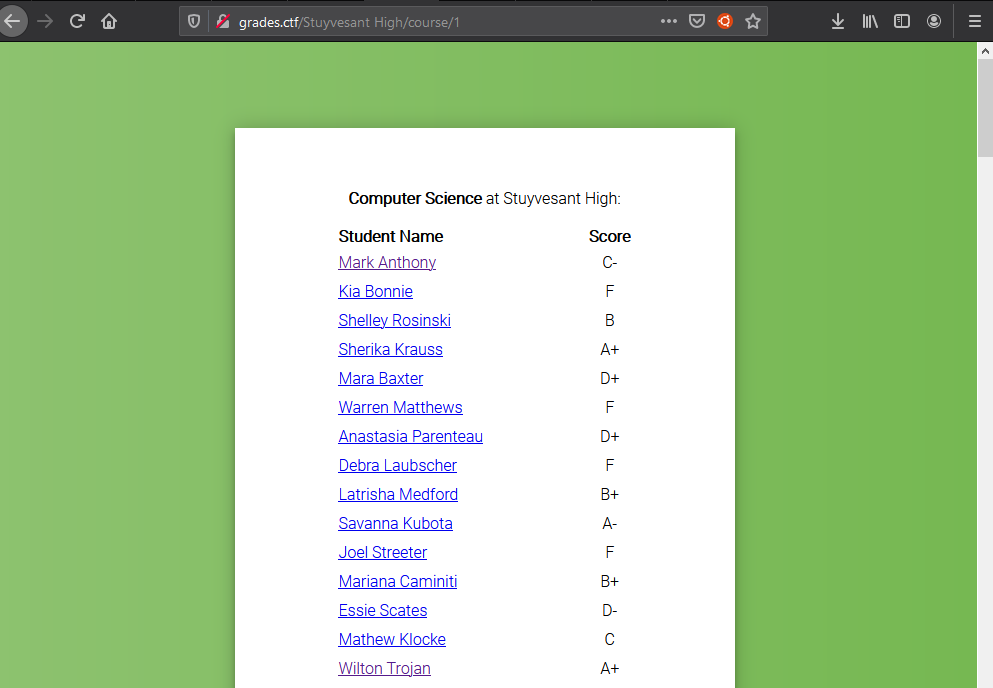 grades.ctf/Stuyvesant High/course/1
Computer Science at Stuyvesant High:
Student Name Score
Mark Anthony C-
Kia Bonnie F
Shelley Rosinski B
Sherika Krauss A+
Mara Baxter D+
Warren Matthews F
Anastasia Parenteau D+
Debra Laubscher F
Latrisha Medford B+
Savanna Kubota A-
Joel Streeter F
Mariana Caminiti B+
Essie Scates D-
Mathew Klocke C
Wilton Trojan A+